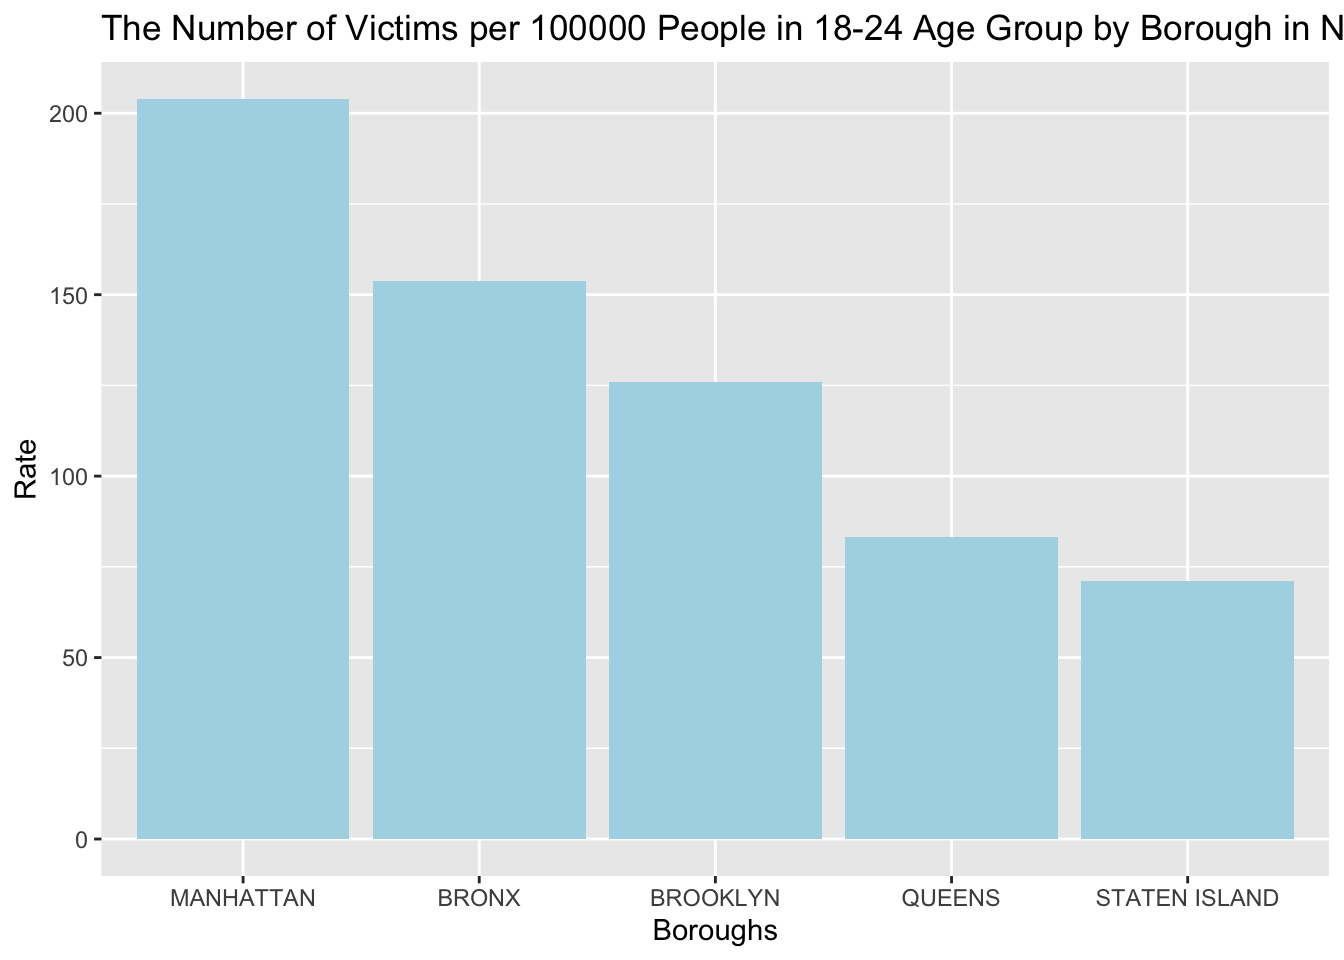 The Number of Victims per 100000 People in 18-24 Age Group by Borough in N
200
150
100
50
0
Rate
MANHATTAN BRONX BROOKLYN QUEENS STATEN ISLAND
Boroughs